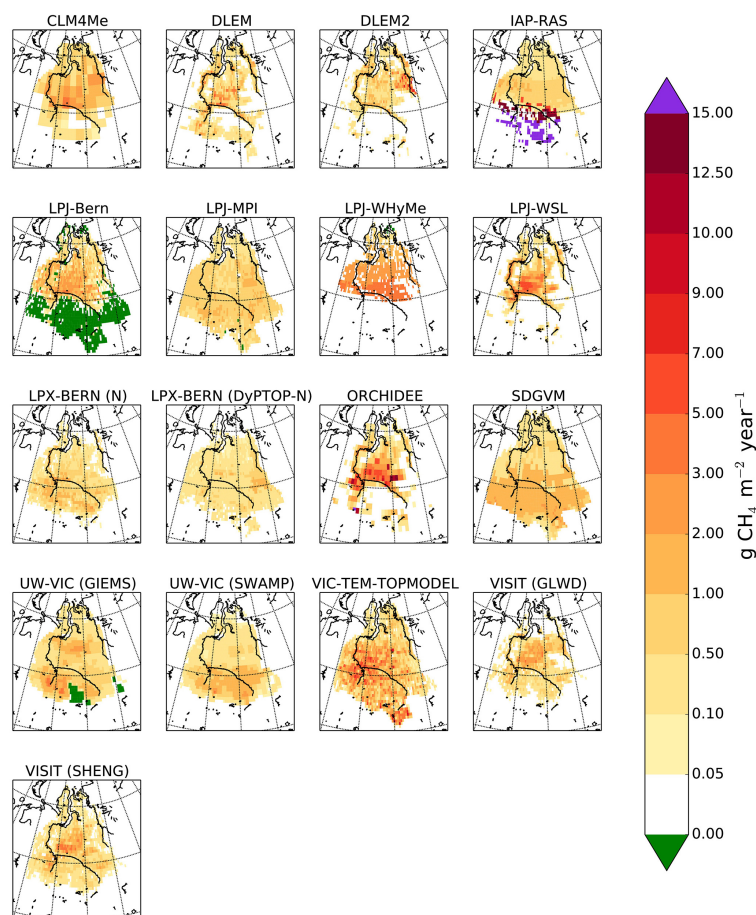 CLM4Me DLEM DLEM2 IAP-RAS
LPJ-Bern LPJ-MPI LPJ-WHyMe LPJ-WSL
LPX-BERN (N) LPX-BERN (DyPTOP-N) ORCHIDEE SDGVM
UW-VIC (GIEMS) UW-VIC (SWAMP) VIC-TEM-TOPMODEL VISIT (GLWD)
VISIT (SHENG)
15.00
12.50
10.00
9.00
7.00
5.00
3.00
2.00
1.00
0.50
0.10
0.05
0.00
g CH₄ m⁻² year⁻¹